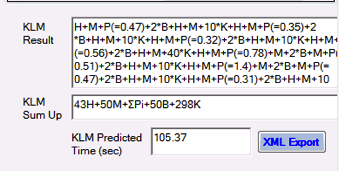 KLM
Result
H+M+P(=0.47)+2*B+H+M+10*K+H+M+P(=0.35)+2
*B+H+M+10*K+H+M+P(=0.32)+2*B+H+M+10*K+H+M+
(=0.56)+2*B+H+M+40*K+H+M+P(=0.78)+M+2*B+M+P(
0.51)+2*B+H+M+10*K+H+M+P(=1.4)+M+2*B+M+P(=
0.47)+2*B+H+M+10*K+H+M+P(=0.31)+2*B+H+M+10
KLM
Sum Up
43H+50M+ΣPi+50B+298K
KLM Predicted
Time (sec)
105.37
XML Export